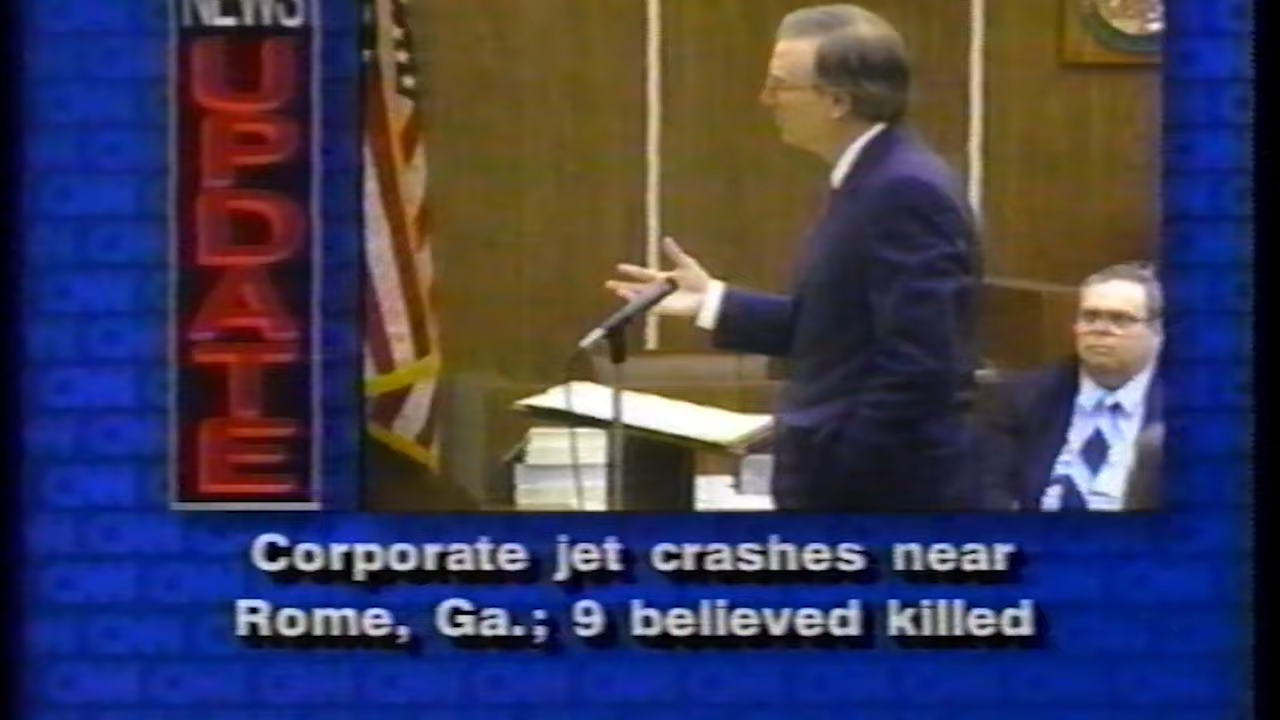 NEWS
UPDATE
Corporate jet crashes near
Rome, Ga.; 9 believed killed